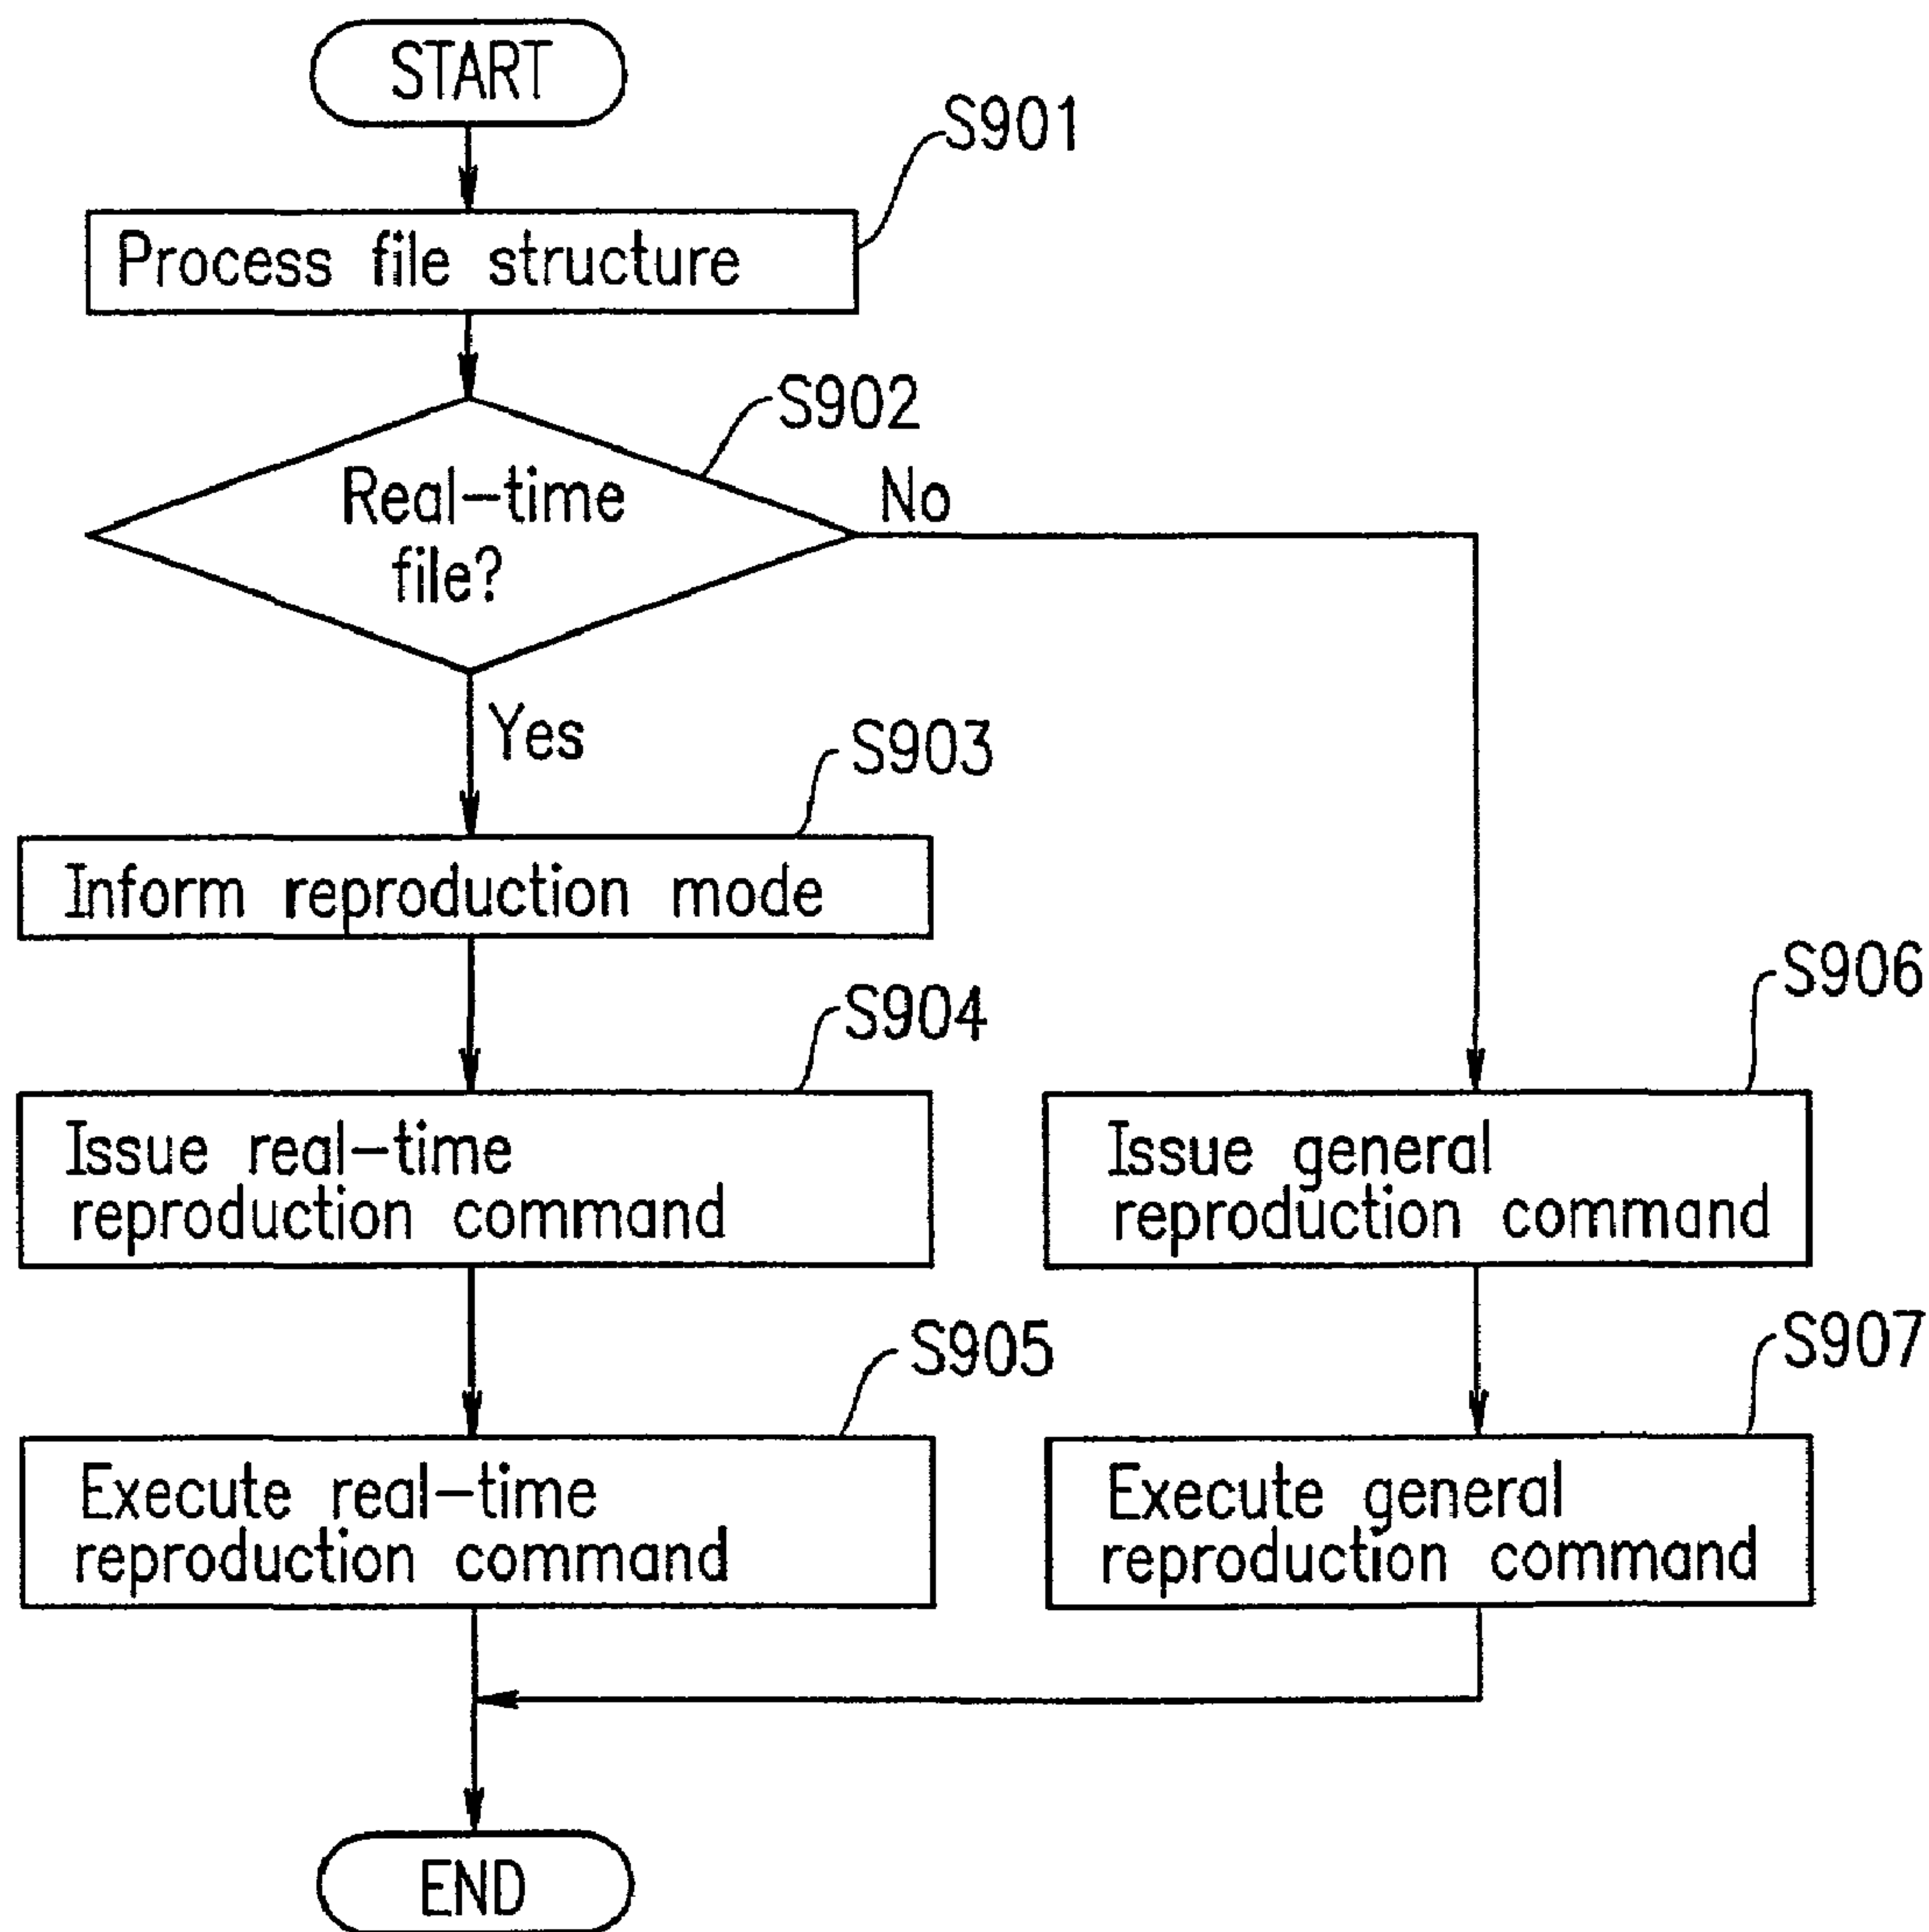 START
S901
Process file structure
S902
Real-time
file?
No
Yes
S903
Inform reproduction mode
S904
Issue real-time
reproduction command
S906
Issue general
reproduction command
S905
Execute real-time
reproduction command
S907
Execute general
reproduction command
END